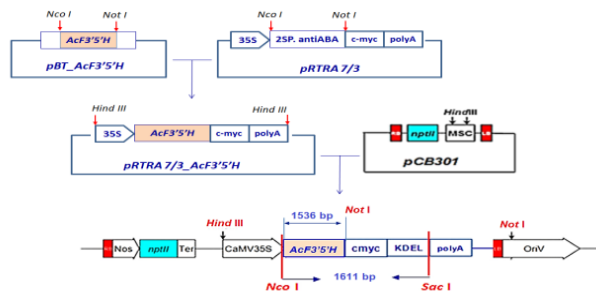 Nco I Not I
AcF3'5'H
pBT_AcF3'5'H
Nco I Not I
35S 2SP. antiABA c-myc polyA
pRTRA 7/3
Hind III Hind III
35S AcF3'5'H c-myc polyA
pRTRA 7/3_AcF3'5'H
HindIII
nptII MSC
pCB301
1536 bp
Not I
Hind III
Not I
Nos nptII Ter CaMV35S AcF3'5'H cmyc KDEL polyA OriV
1611 bp
Nco I Sac I